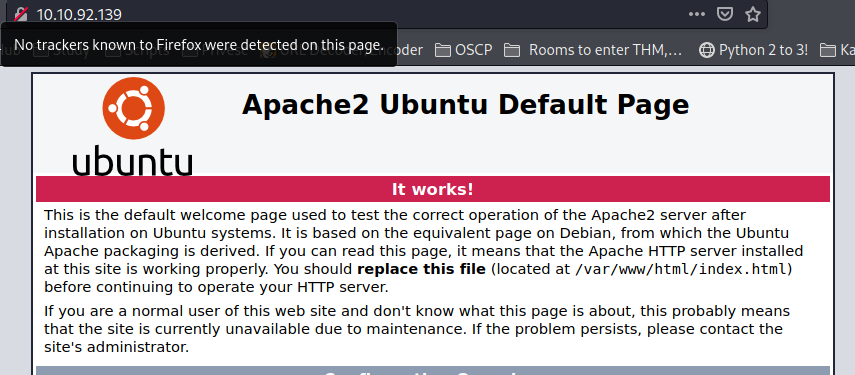 10.10.92.139
No trackers known to Firefox were detected on this page.
Encoder OSCP Rooms to enter THM,... Python 2 to 3! Ka
ubuntu
Apache2 Ubuntu Default Page
It works!
This is the default welcome page used to test the correct operation of the Apache2 server after
installation on Ubuntu systems. It is based on the equivalent page on Debian, from which the Ubuntu
Apache packaging is derived. If you can read this page, it means that the Apache HTTP server installed
at this site is working properly. You should replace this file (located at /var/www/html/index.html)
before continuing to operate your HTTP server.
If you are a normal user of this web site and don't know what this page is about, this probably means
that the site is currently unavailable due to maintenance. If the problem persists, please contact the
site's administrator.